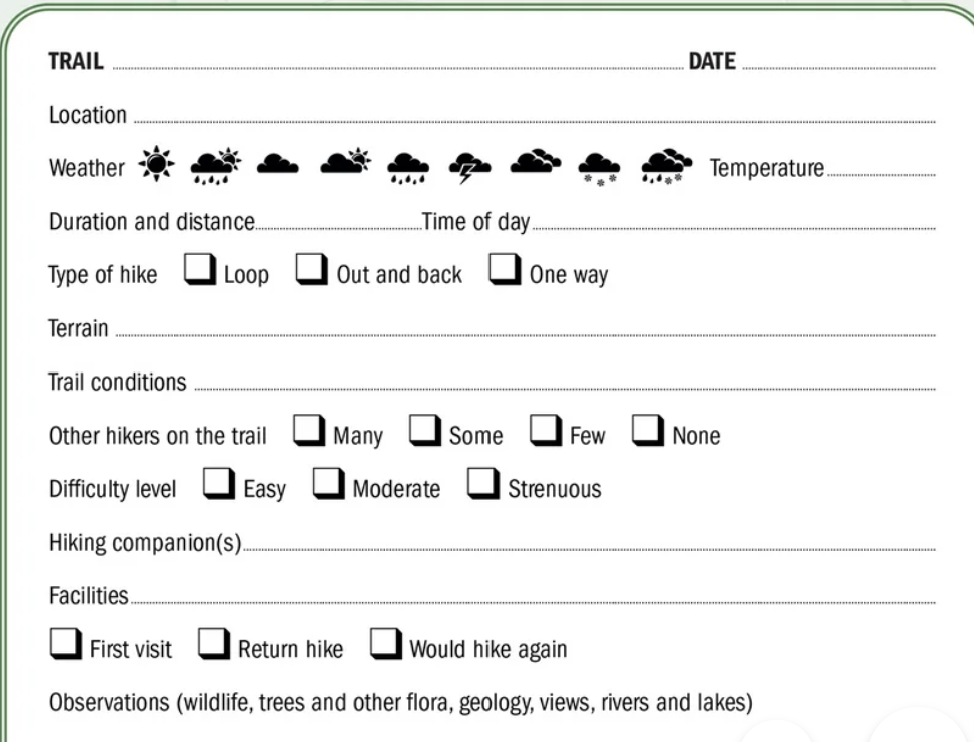 TRAIL DATE
Location
Weather Temperature
Duration and distance Time of day
Type of hike Loop Out and back One way
Terrain
Trail conditions
Other hikers on the trail Many Some Few None
Difficulty level Easy Moderate Strenuous
Hiking companion(s)
Facilities
First visit Return hike Would hike again
Observations (wildlife, trees and other flora, geology, views, rivers and lakes)